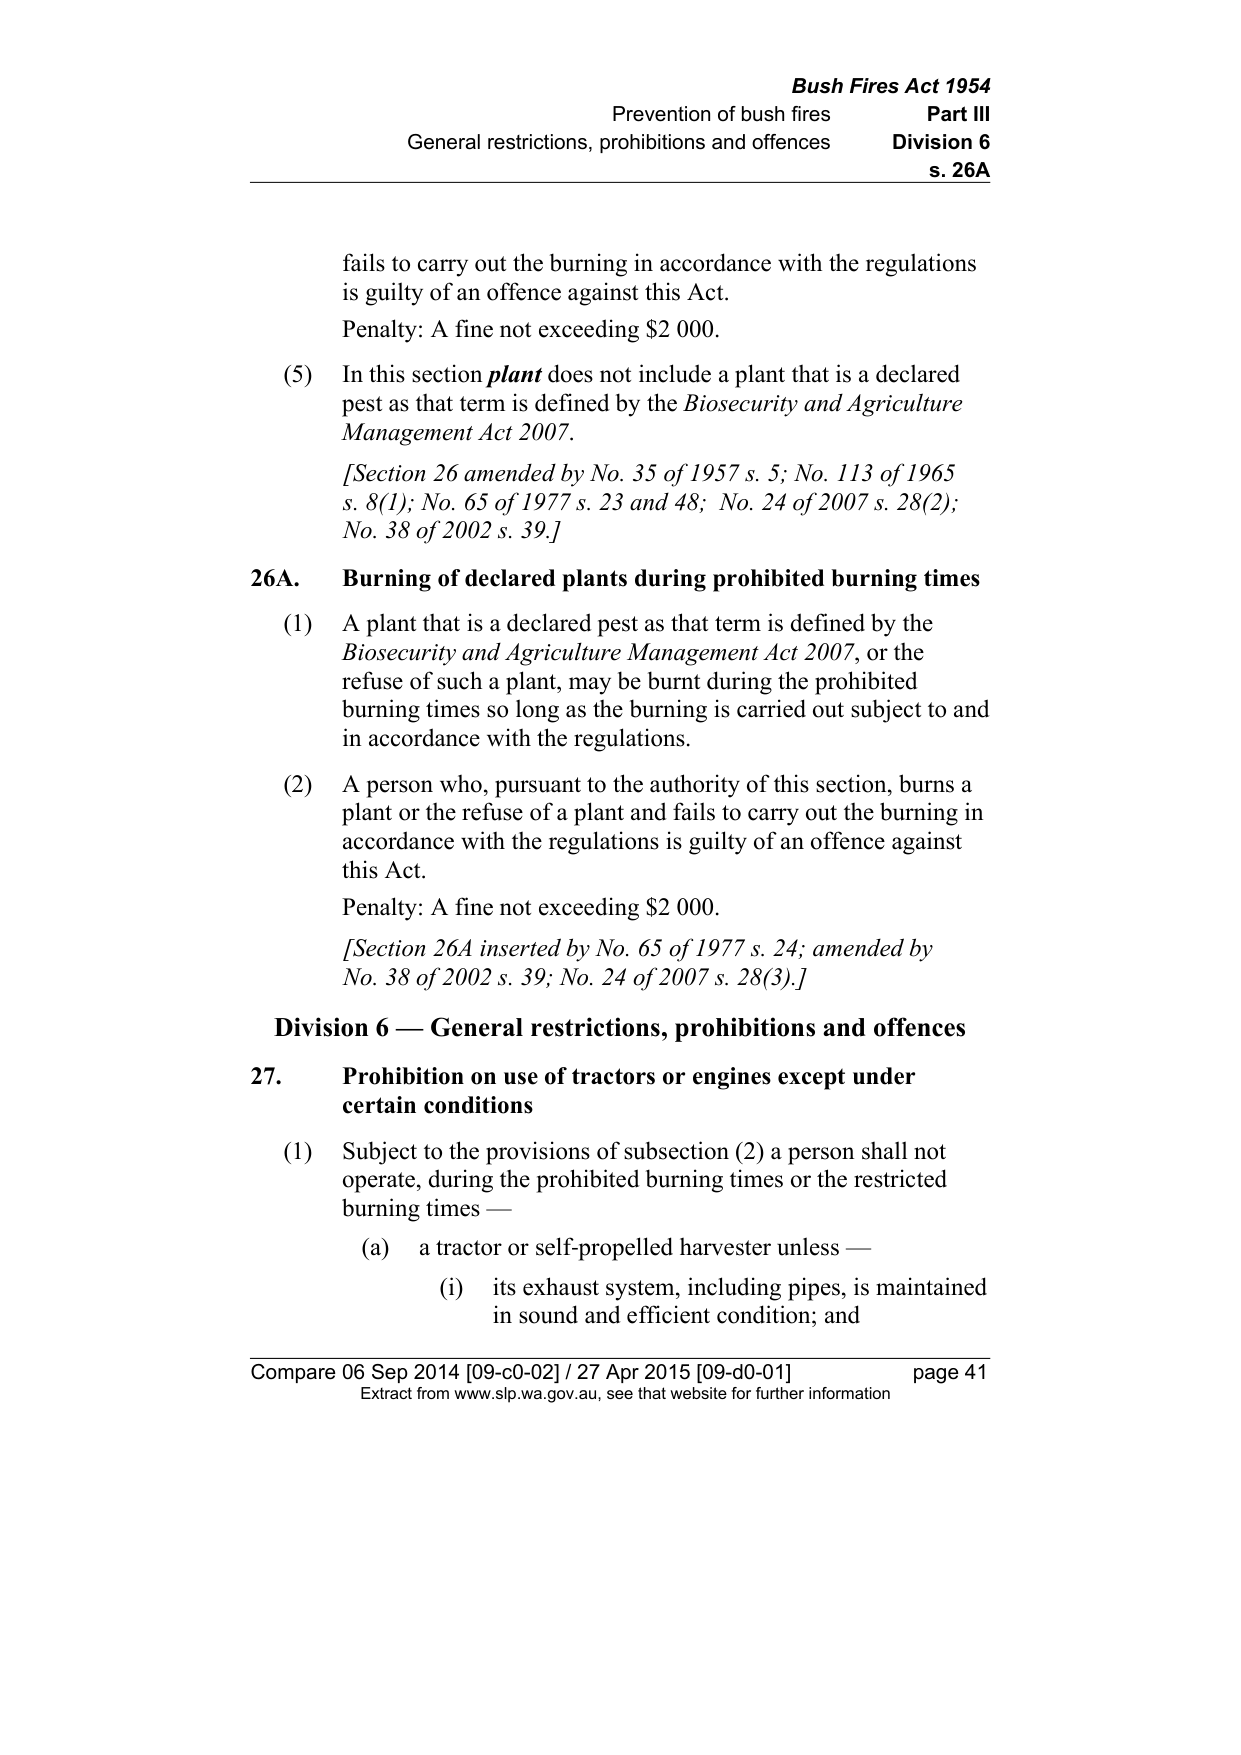 Bush Fires Act 1954
Prevention of bush fires Part III
General restrictions, prohibitions and offences Division 6
s. 26A
fails to carry out the burning in accordance with the regulations
is guilty of an offence against this Act.
Penalty: A fine not exceeding $2 000.
(5) In this section plant does not include a plant that is a declared
pest as that term is defined by the Biosecurity and Agriculture
Management Act 2007.
[Section 26 amended by No. 35 of 1957 s. 5; No. 113 of 1965
s. 8(1); No. 65 of 1977 s. 23 and 48;  No. 24 of 2007 s. 28(2);
No. 38 of 2002 s. 39.]
26A. Burning of declared plants during prohibited burning times
(1) A plant that is a declared pest as that term is defined by the
Biosecurity and Agriculture Management Act 2007, or the
refuse of such a plant, may be burnt during the prohibited
burning times so long as the burning is carried out subject to and
in accordance with the regulations.
(2) A person who, pursuant to the authority of this section, burns a
plant or the refuse of a plant and fails to carry out the burning in
accordance with the regulations is guilty of an offence against
this Act.
Penalty: A fine not exceeding $2 000.
[Section 26A inserted by No. 65 of 1977 s. 24; amended by
No. 38 of 2002 s. 39; No. 24 of 2007 s. 28(3).]
Division 6 — General restrictions, prohibitions and offences
27. Prohibition on use of tractors or engines except under
certain conditions
(1) Subject to the provisions of subsection (2) a person shall not
operate, during the prohibited burning times or the restricted
burning times —
(a) a tractor or self-propelled harvester unless —
(i) its exhaust system, including pipes, is maintained
in sound and efficient condition; and
Compare 06 Sep 2014 [09-c0-02] / 27 Apr 2015 [09-d0-01] page 41
Extract from www.slp.wa.gov.au, see that website for further information